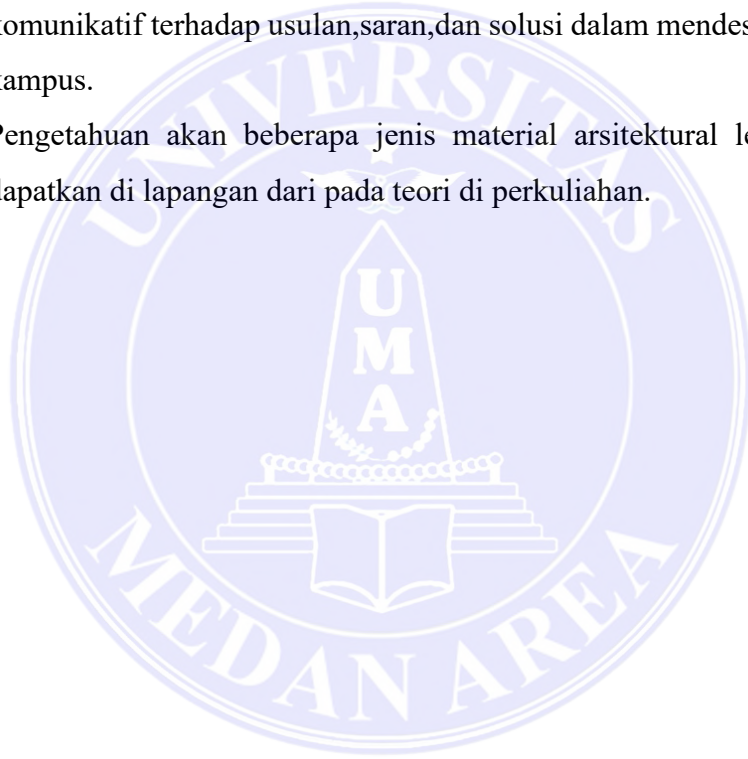 komunikatif terhadap usulan,saran,dan solusi dalam
kampus.
Pengetahuan akan beberapa jenis material arsitektural
dapatkan di lapangan dari pada teori di perkuliahan.
UNIVERSITAS
UMA
MEDAN AREA